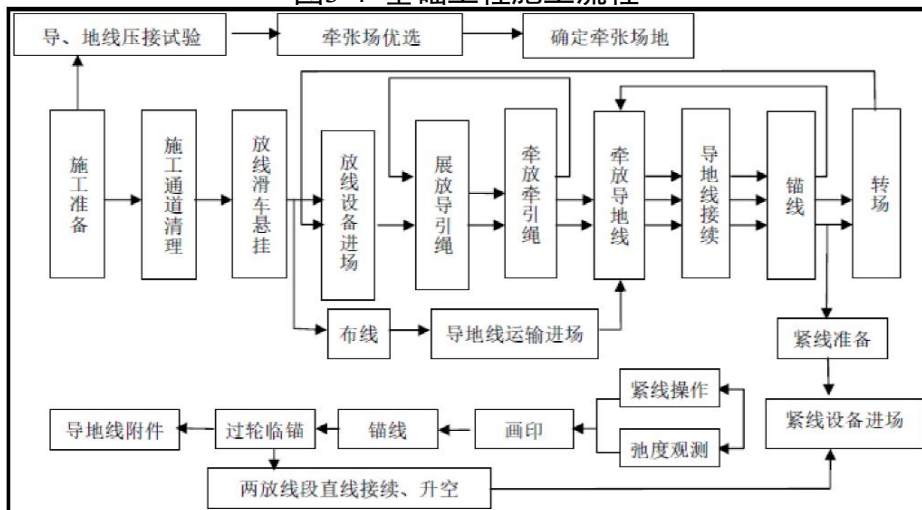 导、地线压接试验
牵张场优选
确定牵张场地
施工准备
施工通道清理
放线滑车悬挂
放线设备进场
展放导引绳
牵放牵引绳
牵放导地线
导地线接续
锚线
转场
布线
导地线运输进场
紧线准备
紧线操作
导地线附件
过轮临锚
锚线
画印
弛度观测
紧线设备进场
两放线段直线接续、升空